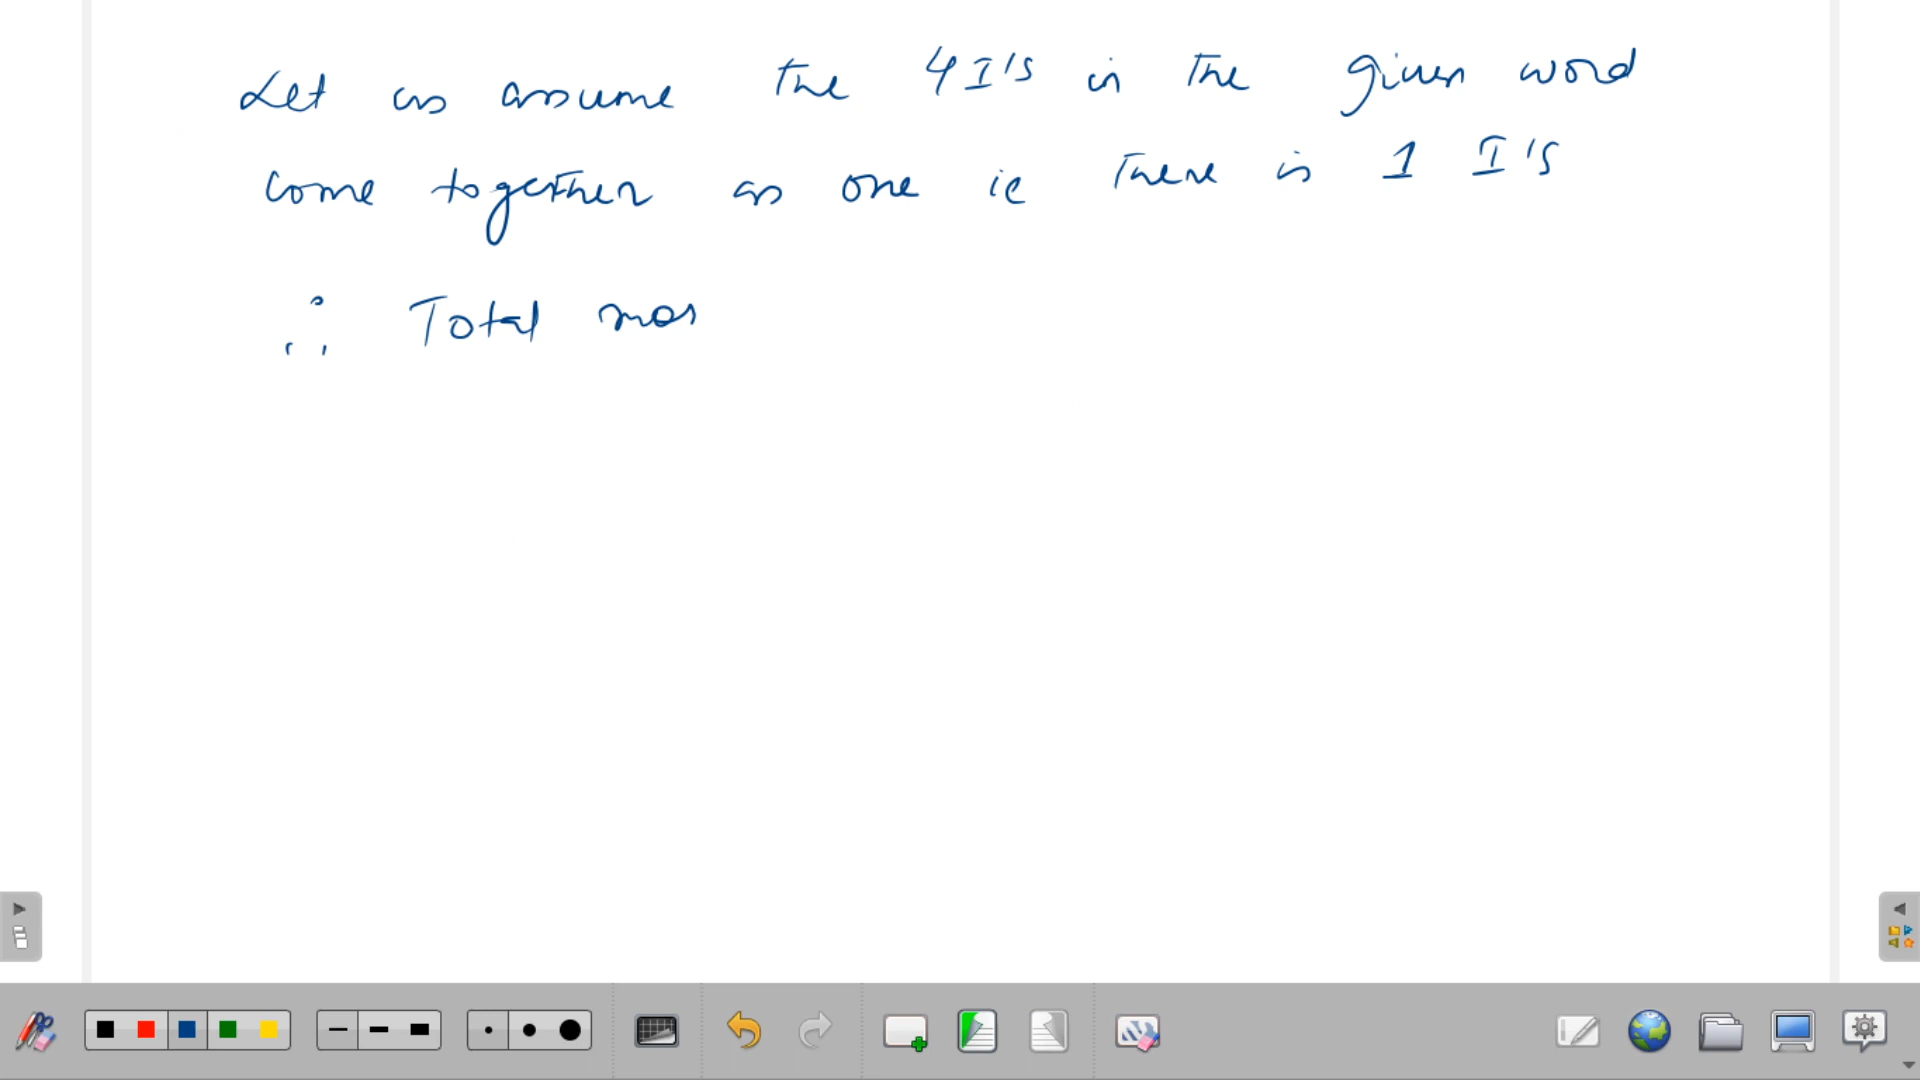 Let us assume the 4 I's in the given word
come together as one ie there is 1 I's
∴ Total nos